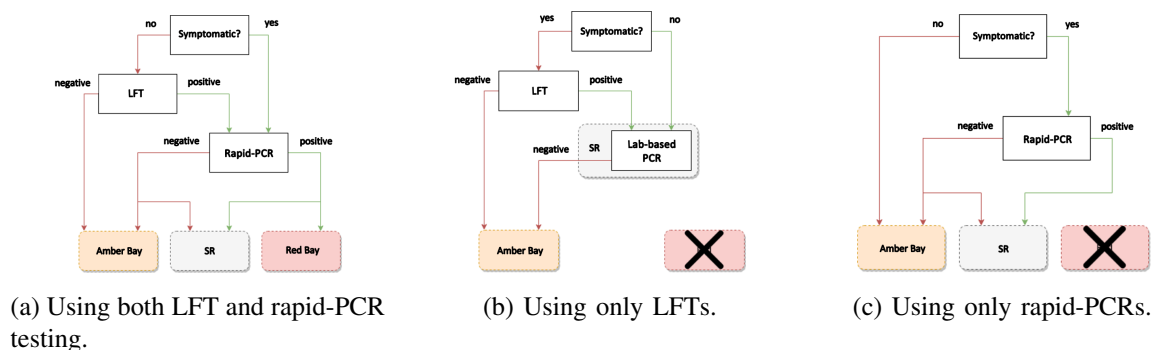 no
Symptomatic?
yes
negative
LFT
positive
negative
Rapid-PCR
positive
Amber Bay
SR
Red Bay
(a) Using both LFT and rapid-PCR
testing.
yes
Symptomatic?
no
negative
LFT
positive
SR
Lab-based
PCR
negative
Amber Bay
(b) Using only LFTs.
no
Symptomatic?
yes
negative
Rapid-PCR
positive
Amber Bay
SR
(c) Using only rapid-PCRs.